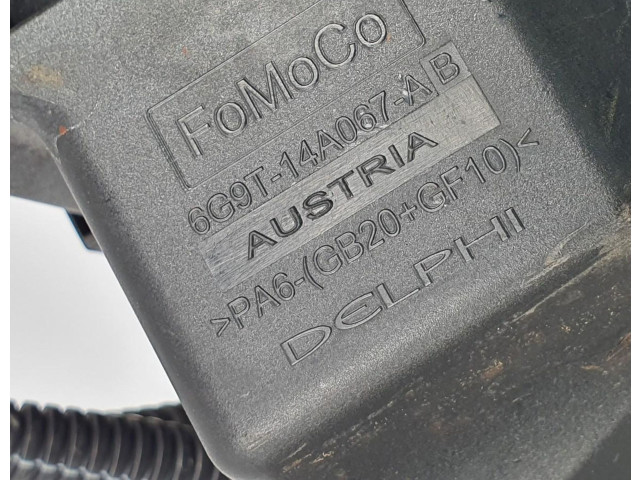 FoMoCo
6G9T-14A067-AB
AUSTRIA
>PA6-(GB20+GF10)<
DELPHI